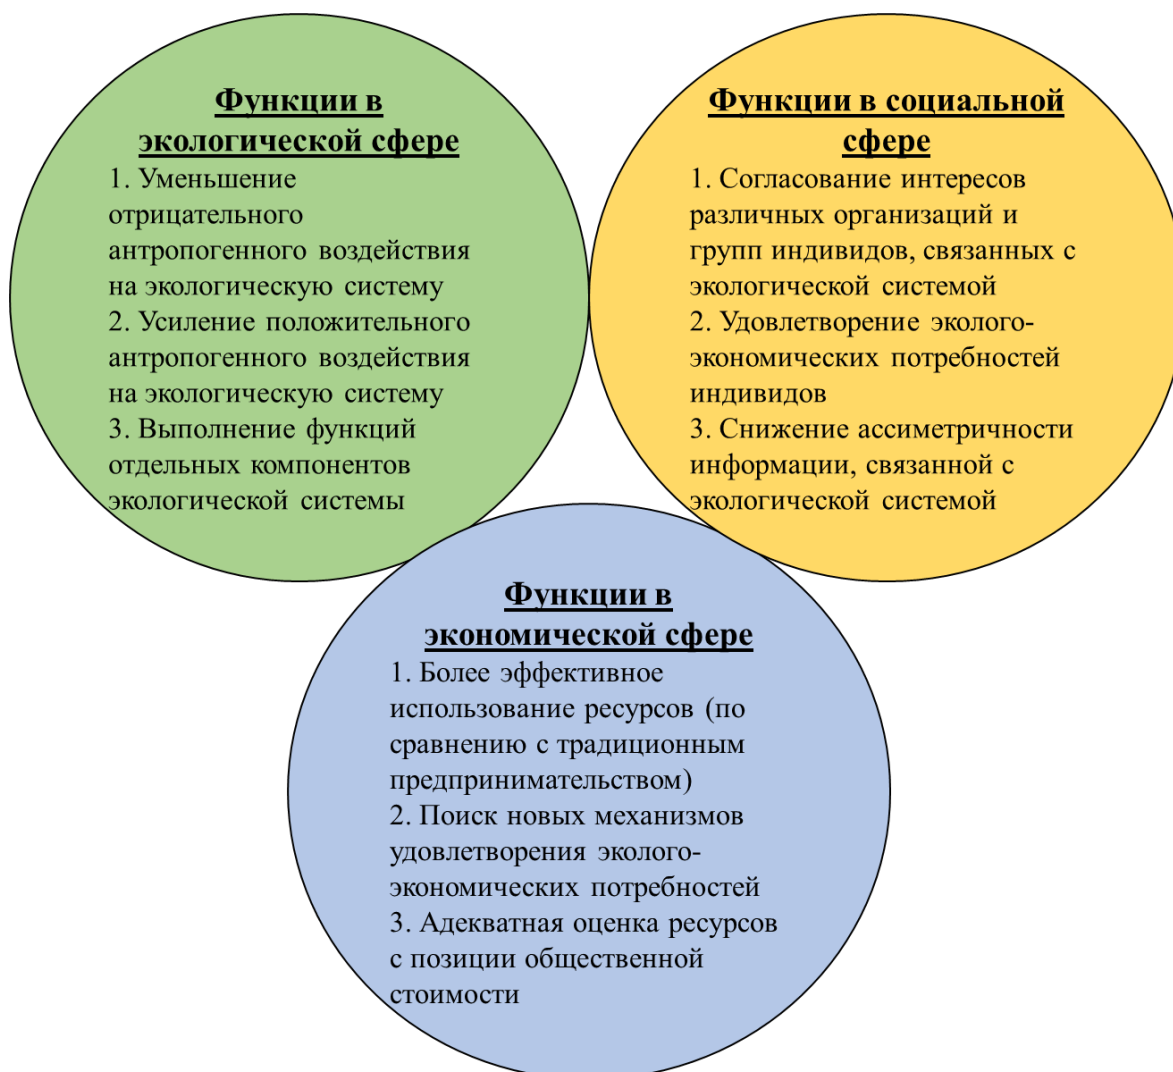 Функции в
экологической сфере
1. Уменьшение
отрицательного
антропогенного воздействия
на экологическую систему
2. Усиление положительного
антропогенного воздействия
на экологическую систему
3. Выполнение функций
отдельных компонентов
экологической системы
Функции в социальной
сфере
1. Согласование интересов
различных организаций и
групп индивидов, связанных с
экологической системой
2. Удовлетворение эколого-
экономических потребностей
индивидов
3. Снижение ассиметричности
информации, связанной с
экологической системой
Функции в
экономической сфере
1. Более эффективное
использование ресурсов (по
сравнению с традиционным
предпринимательством)
2. Поиск новых механизмов
удовлетворения эколого-
экономических потребностей
3. Адекватная оценка ресурсов
с позиции общественной
стоимости